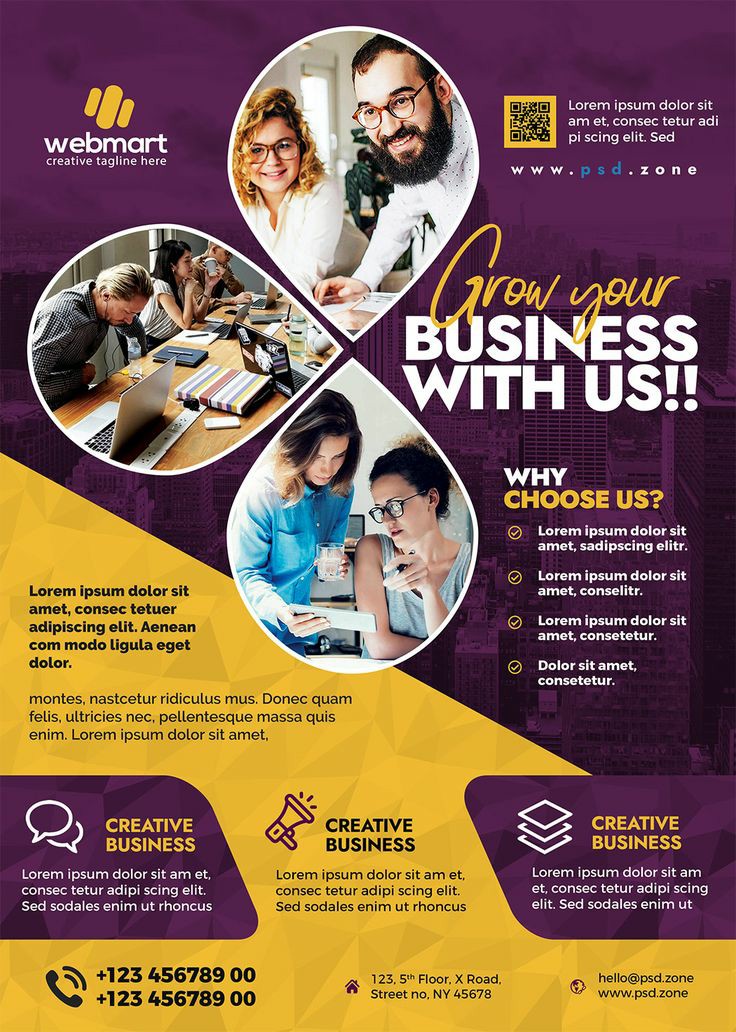 webmart
creative tagline here
Lorem ipsum dolor sit
am et, consec tetur adi
pi scing elit. Sed
www.psd.zone
Grow your
BUSINESS
WITH US!!
WHY
CHOOSE US?
Lorem ipsum dolor sit
amet, sadipscing elitr.
Lorem ipsum dolor sit
amet, conselitr.
Lorem ipsum dolor sit
amet, consetetur.
Dolor sit amet,
consetetur.
Lorem ipsum dolor sit
amet, consec tetuer
adipiscing elit. Aenean
com modo ligula eget
dolor.
montes, nastcetur ridiculus mus. Donec quam
felis, ultricies nec, pellentesque massa quis
enim. Lorem ipsum dolor sit amet,
CREATIVE
BUSINESS
Lorem ipsum dolor sit am et,
consec tetur adipi scing elit.
Sed sodales enim ut rhoncus
CREATIVE
BUSINESS
Lorem ipsum dolor sit am et,
consec tetur adipi scing elit.
Sed sodales enim ut rhoncus
CREATIVE
BUSINESS
Lorem ipsum dolor sit am et,
consec tetur adipi scing elit.
Sed sodales enim ut
+123 456789 00
+123 456789 00
123, 5th Floor, X Road,
Street no, NY 45678
hello@psd.zone
www.psd.zone